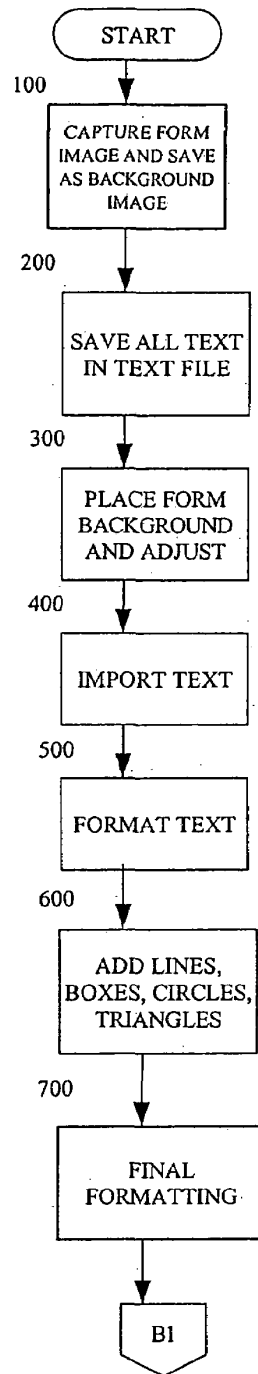 START
100
CAPTURE FORM
IMAGE AND SAVE
AS BACKGROUND
IMAGE
200
SAVE ALL TEXT
IN TEXT FILE
300
PLACE FORM
BACKGROUND
AND ADJUST
400
IMPORT TEXT
500
FORMAT TEXT
600
ADD LINES,
BOXES, CIRCLES,
TRIANGLES
700
FINAL
FORMATTING
B1